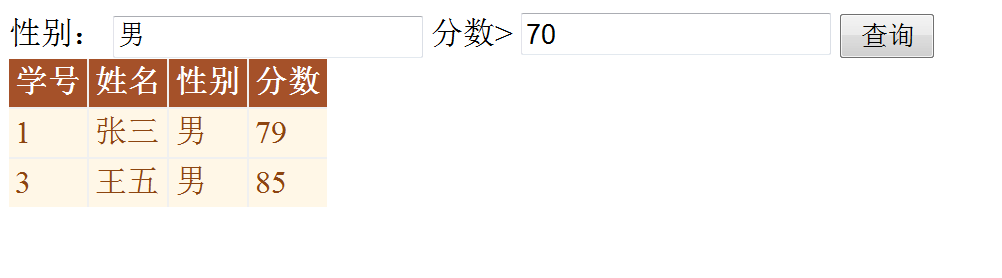 性别： 男 分数> 70 查询
学号 姓名 性别 分数
1 张三 男 79
3 王五 男 85